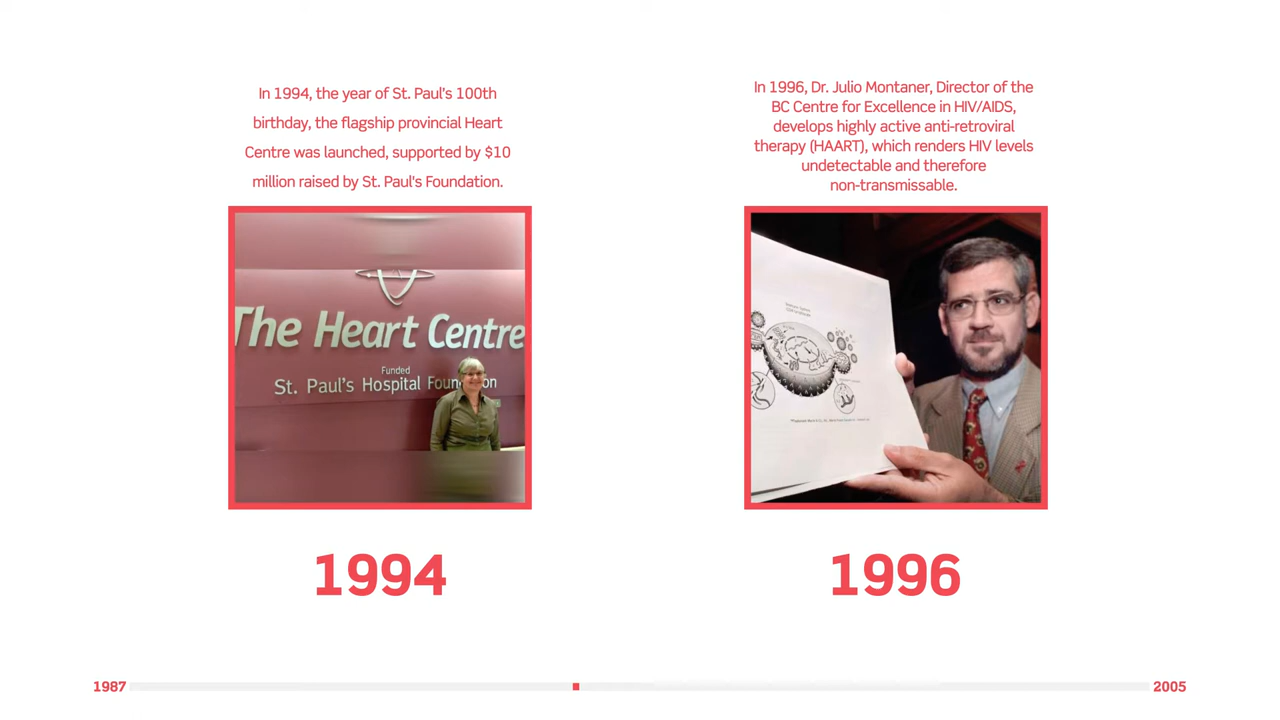 In 1994, the year of St. Paul's 100th
birthday, the flagship provincial Heart
Centre was launched, supported by $10
million raised by St. Paul's Foundation.
The Heart Centre
Funded
St. Paul's Hospital
1994
In 1996, Dr. Julio Montaner, Director of the
BC Centre for Excellence in HIV/AIDS,
develops highly active anti-retroviral
therapy (HAART), which renders HIV levels
undetectable and therefore
non-transmissable.
1996
1987
2005